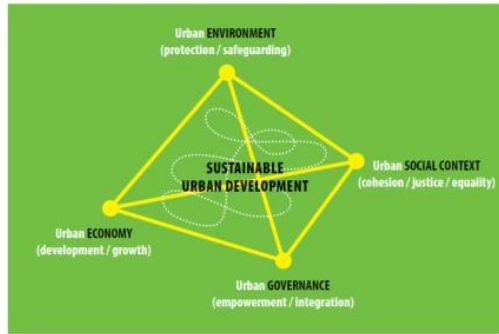 Urban ENVIRONMENT
(protection / safeguarding)
SUSTAINABLE
URBAN DEVELOPMENT
Urban SOCIAL CONTEXT
(cohesion / justice / equality)
Urban ECONOMY
(development / growth)
Urban GOVERNANCE
(empowerment / integration)